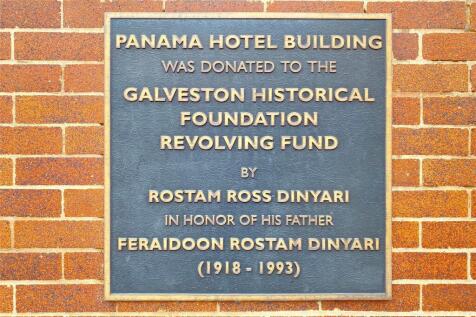 PANAMA HOTEL BUILDING
WAS DONATED TO THE
GALVESTON HISTORICAL
FOUNDATION
REVOLVING FUND
BY
ROSTAM ROSS DINYARI
IN HONOR OF HIS FATHER
FERAIDOON ROSTAM DINYARI
(1918 - 1993)